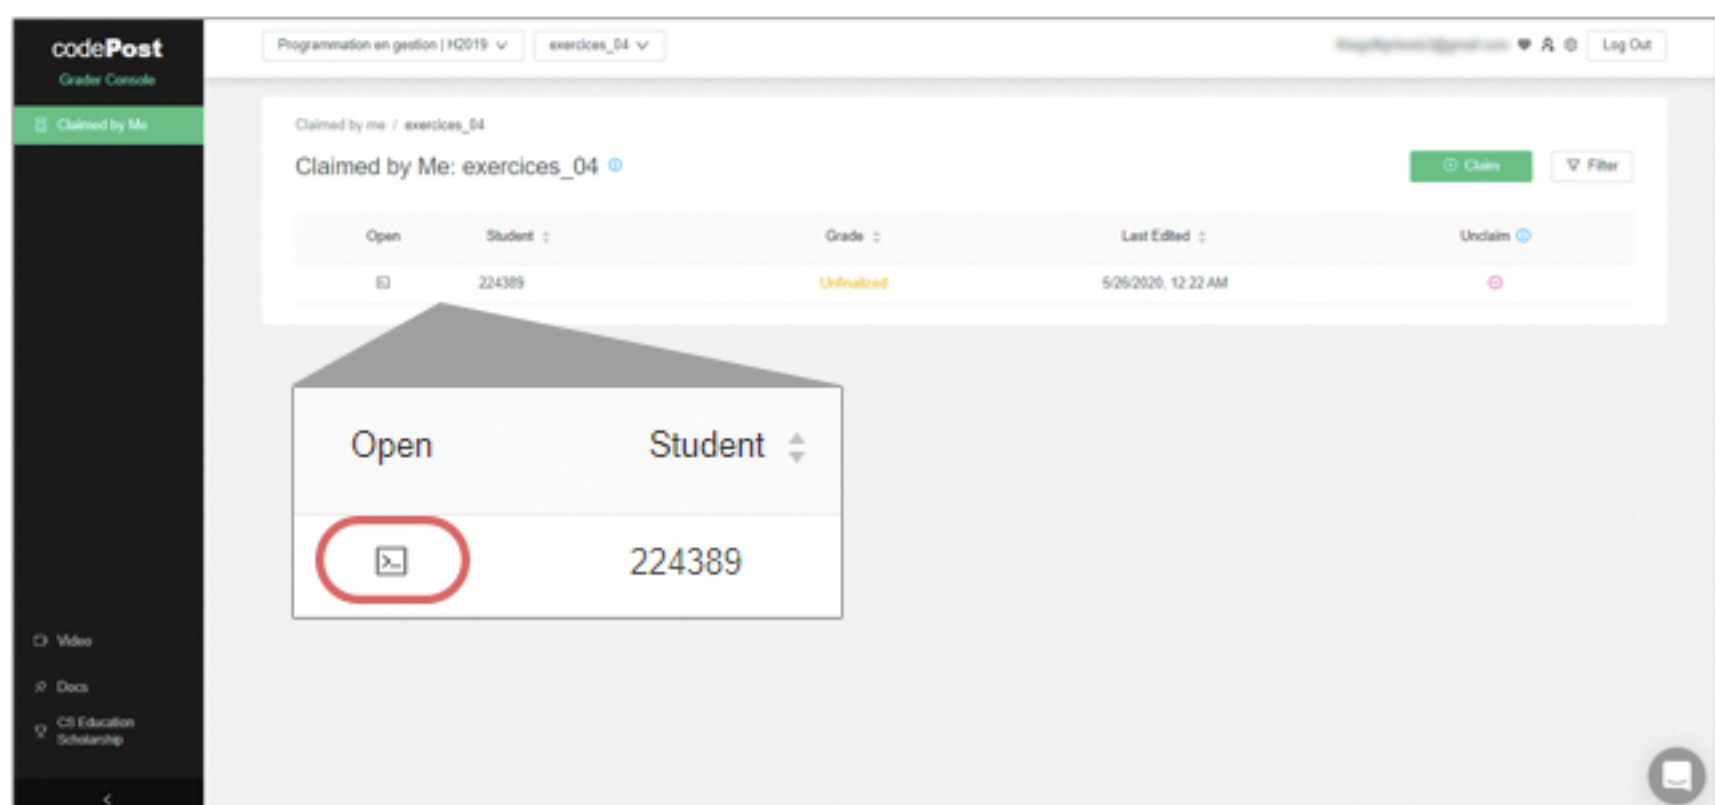 codePost
Grader Console
Claimed by Me
Programmation en gestion | H2019
exercices_04
Log Out
Claimed by me / exercices_04
Claimed by Me: exercices_04
Claim
Filter
Open
Student
Grade
Last Edited
Unclaim
224389
Unfinalized
5/26/2020, 12:22 AM
Open
Student
224389
Video
Docs
CS Education
Scholarship